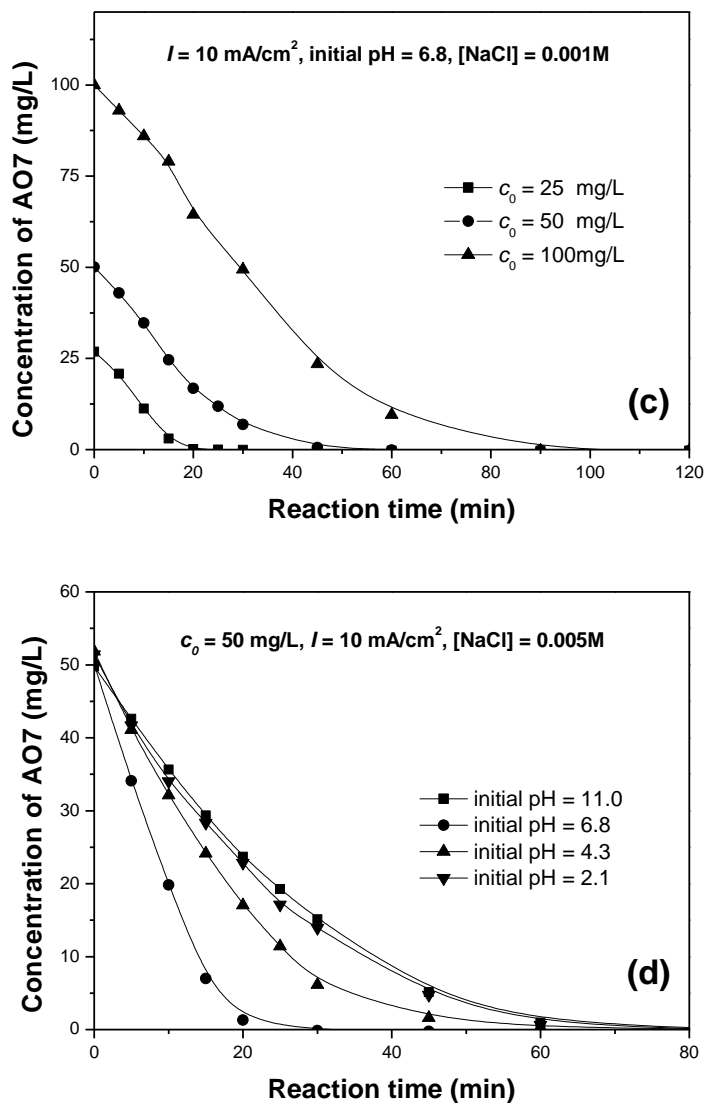 I = 10 mA/cm², initial pH = 6.8, [NaCl] = 0.001M
100
75
50
25
0
Concentration of AO7 (mg/L)
c₀ = 25 mg/L
c₀ = 50 mg/L
c₀ = 100mg/L
(c)
0 20 40 60 80 100 120
Reaction time (min)
60
50
40
30
20
10
0
Concentration of AO7 (mg/L)
c₀ = 50 mg/L, I = 10 mA/cm², [NaCl] = 0.005M
initial pH = 11.0
initial pH = 6.8
initial pH = 4.3
initial pH = 2.1
(d)
0 20 40 60 80
Reaction time (min)